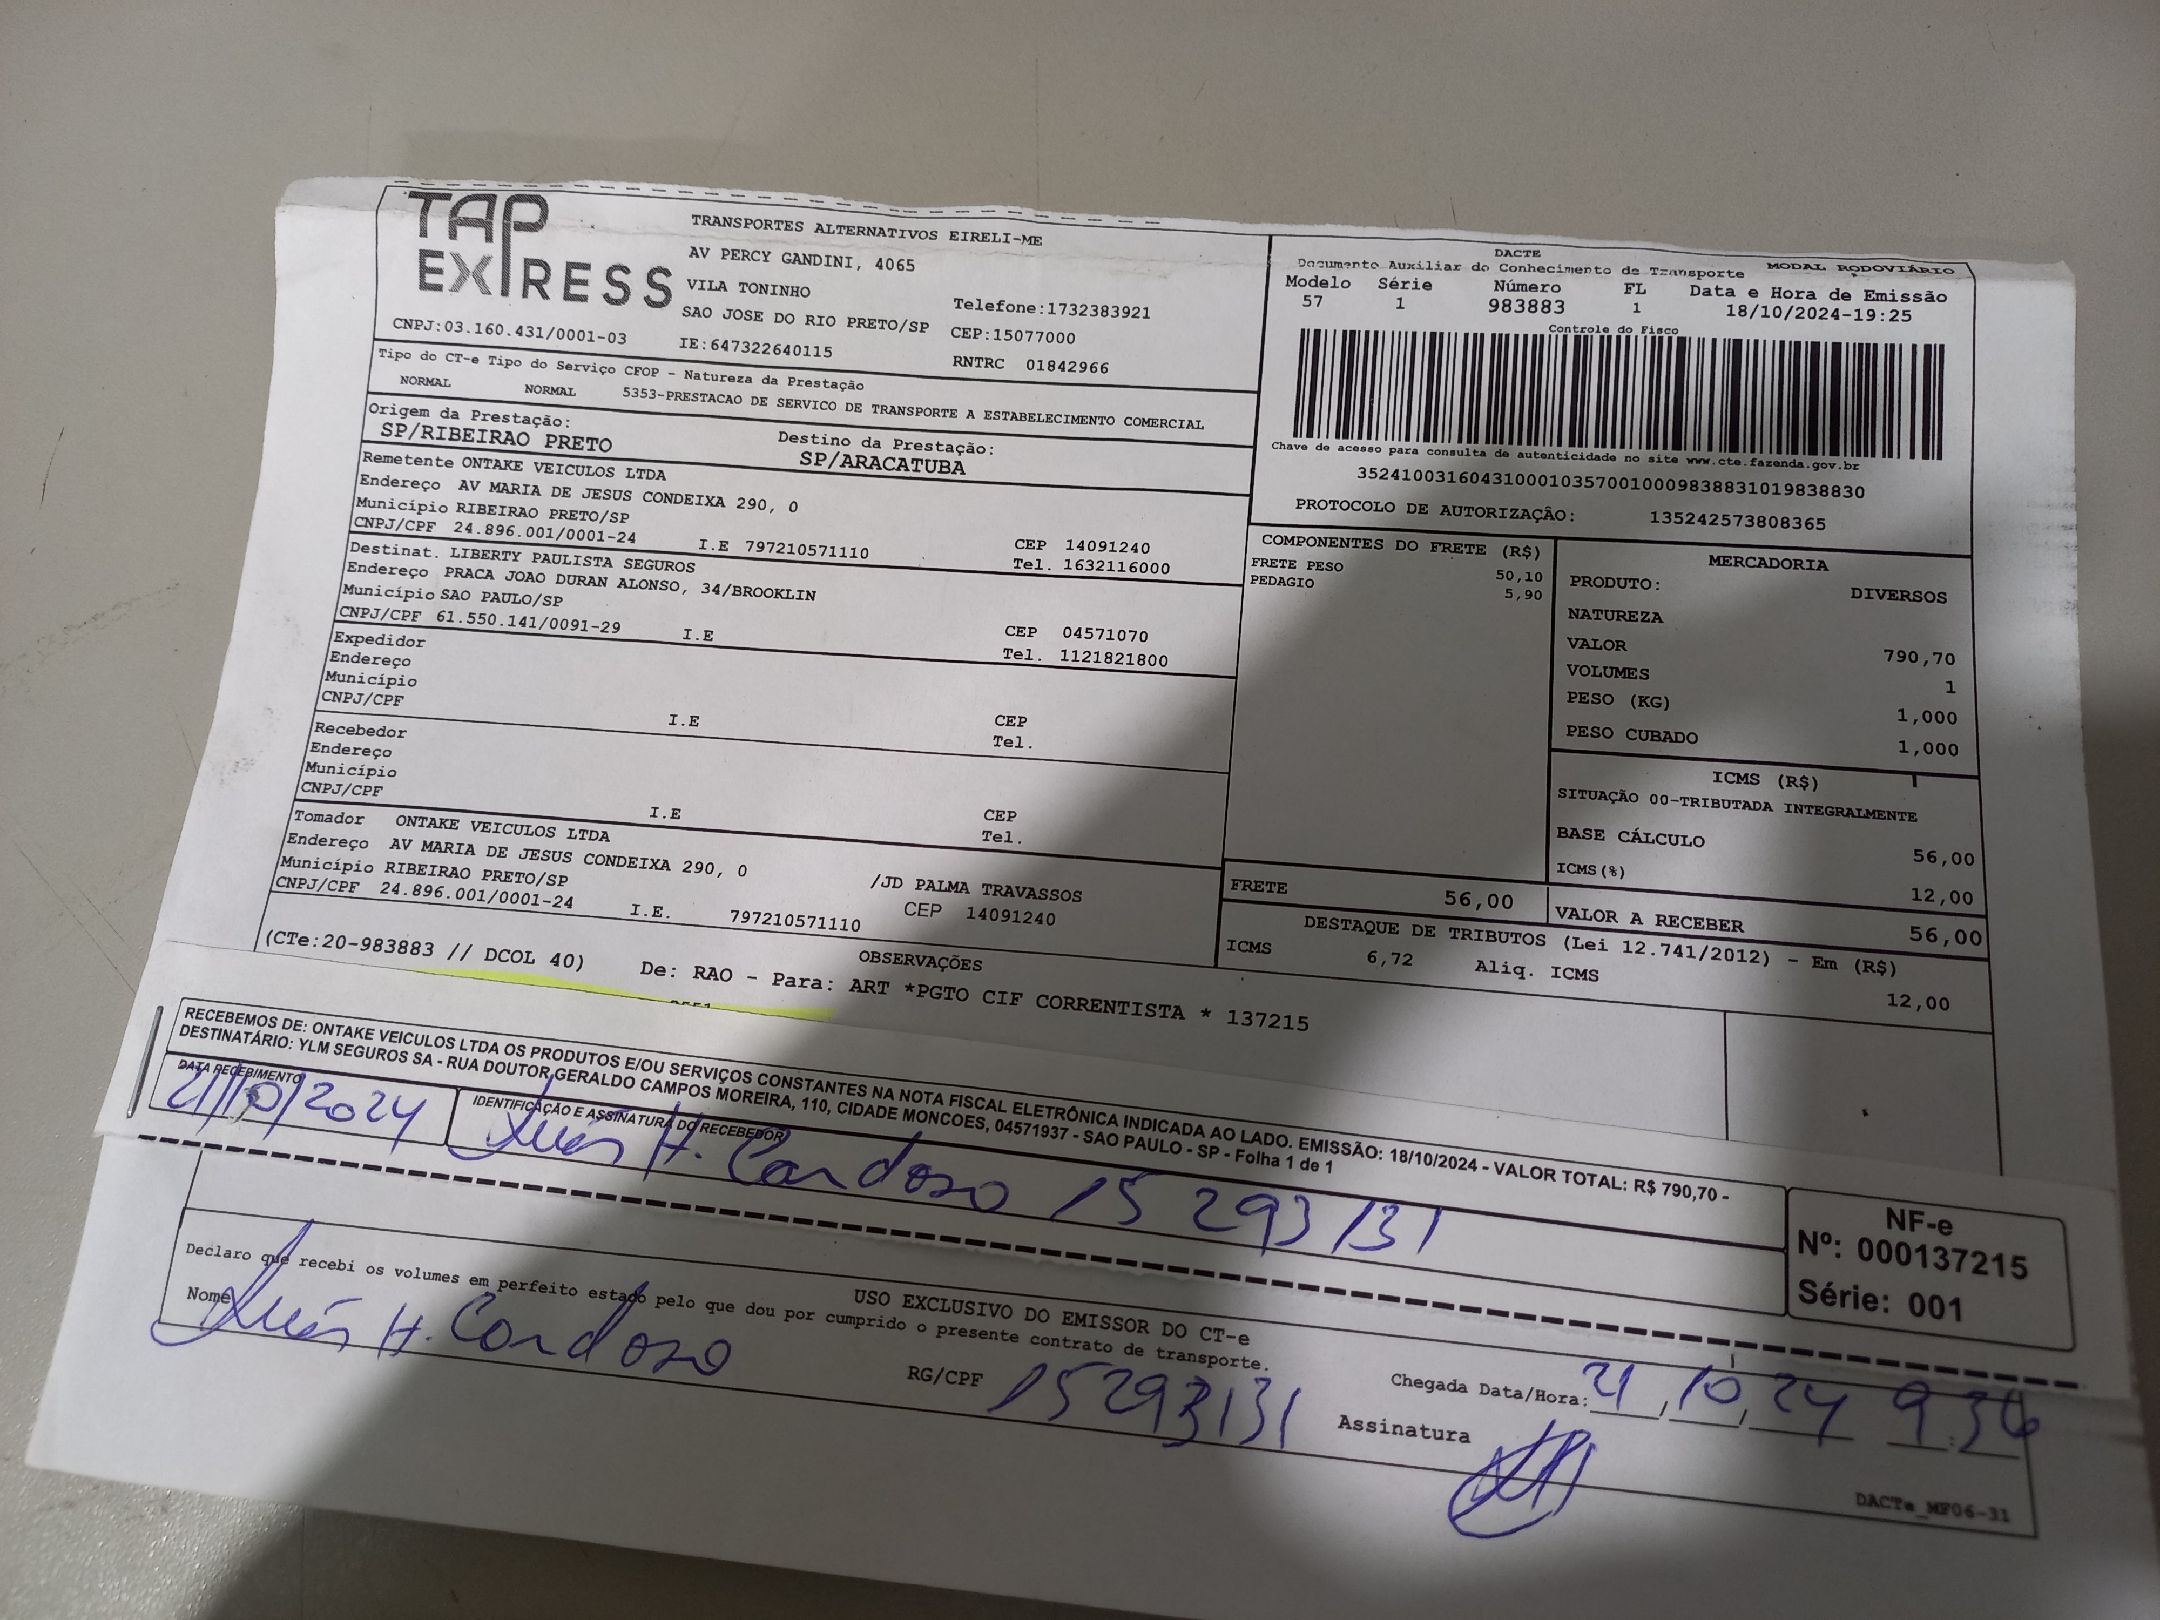 TAP EXPRESS
TRANSPORTES ALTERNATIVOS EIRELI-ME
AV PERCY GANDINI, 4065
VILA TONINHO
SAO JOSE DO RIO PRETO/SP
Telefone:1732383921
CEP:15077000
CNPJ:03.160.431/0001-03
IE:647322640115
RNTRC 01842966
DACTE
Documento Auxiliar do Conhecimento de Transporte MODAL RODOVIÁRIO
Modelo Série Número FL Data e Hora de Emissão
57 1 983883 1 18/10/2024-19:25
Controle do Fisco
Chave de acesso para consulta de autenticidade no site www.cte.fazenda.gov.br
35241003160431000103570010009838831019838830
PROTOCOLO DE AUTORIZAÇÃO: 135242573808365
Tipo do CT-e Tipo do Serviço CFOP - Natureza da Prestação
NORMAL NORMAL 5353-PRESTACAO DE SERVICO DE TRANSPORTE A ESTABELECIMENTO COMERCIAL
Origem da Prestação: Destino da Prestação:
SP/RIBEIRAO PRETO SP/ARACATUBA
Remetente ONTAKE VEICULOS LTDA
Endereço AV MARIA DE JESUS CONDEIXA 290, 0
Município RIBEIRAO PRETO/SP CEP 14091240
CNPJ/CPF 24.896.001/0001-24 I.E 797210571110 Tel. 1632116000
Destinat. LIBERTY PAULISTA SEGUROS
Endereço PRACA JOAO DURAN ALONSO, 34/BROOKLIN
Município SAO PAULO/SP CEP 04571070
CNPJ/CPF 61.550.141/0091-29 I.E Tel. 1121821800
Expedidor
Endereço
Município CEP
CNPJ/CPF I.E Tel.
Recebedor
Endereço
Município CEP
CNPJ/CPF I.E Tel.
Tomador ONTAKE VEICULOS LTDA
Endereço AV MARIA DE JESUS CONDEIXA 290, 0 /JD PALMA TRAVASSOS
Município RIBEIRAO PRETO/SP CEP 14091240
CNPJ/CPF 24.896.001/0001-24 I.E. 797210571110
COMPONENTES DO FRETE (R$)
FRETE PESO 50,10
PEDAGIO 5,90
MERCADORIA
PRODUTO: DIVERSOS
NATUREZA
VALOR 790,70
VOLUMES 1
PESO (KG) 1,000
PESO CUBADO 1,000
ICMS (R$)
SITUAÇÃO 00-TRIBUTADA INTEGRALMENTE
BASE CÁLCULO 56,00
ICMS(%) 12,00
FRETE 56,00 VALOR A RECEBER 56,00
DESTAQUE DE TRIBUTOS (Lei 12.741/2012) - Em (R$)
ICMS 6,72 Aliq. ICMS 12,00
OBSERVAÇÕES
(CTe:20-983883 // DCOL 40) De: RAO - Para: ART *PGTO CIF CORRENTISTA * 137215
RECEBEMOS DE: ONTAKE VEICULOS LTDA OS PRODUTOS E/OU SERVIÇOS CONSTANTES NA NOTA FISCAL ELETRÔNICA INDICADA AO LADO. EMISSÃO: 18/10/2024 - VALOR TOTAL: R$ 790,70 -
DESTINATÁRIO: YLM SEGUROS SA - RUA DOUTOR GERALDO CAMPOS MOREIRA, 110, CIDADE MONCOES, 04571937 - SAO PAULO - SP - Folha 1 de 1
DATA RECEBIMENTO IDENTIFICAÇÃO E ASSINATURA DO RECEBEDOR
21/10/2024 H. Cardoso 15 293131
NF-e
Nº: 000137215
Série: 001
USO EXCLUSIVO DO EMISSOR DO CT-e
Declaro que recebi os volumes em perfeito estado pelo que dou por cumprido o presente contrato de transporte.
Nome H. Cardoso RG/CPF 15293131 Chegada Data/Hora: 21,10,24 9:36
Assinatura
DACTe_MF06-31